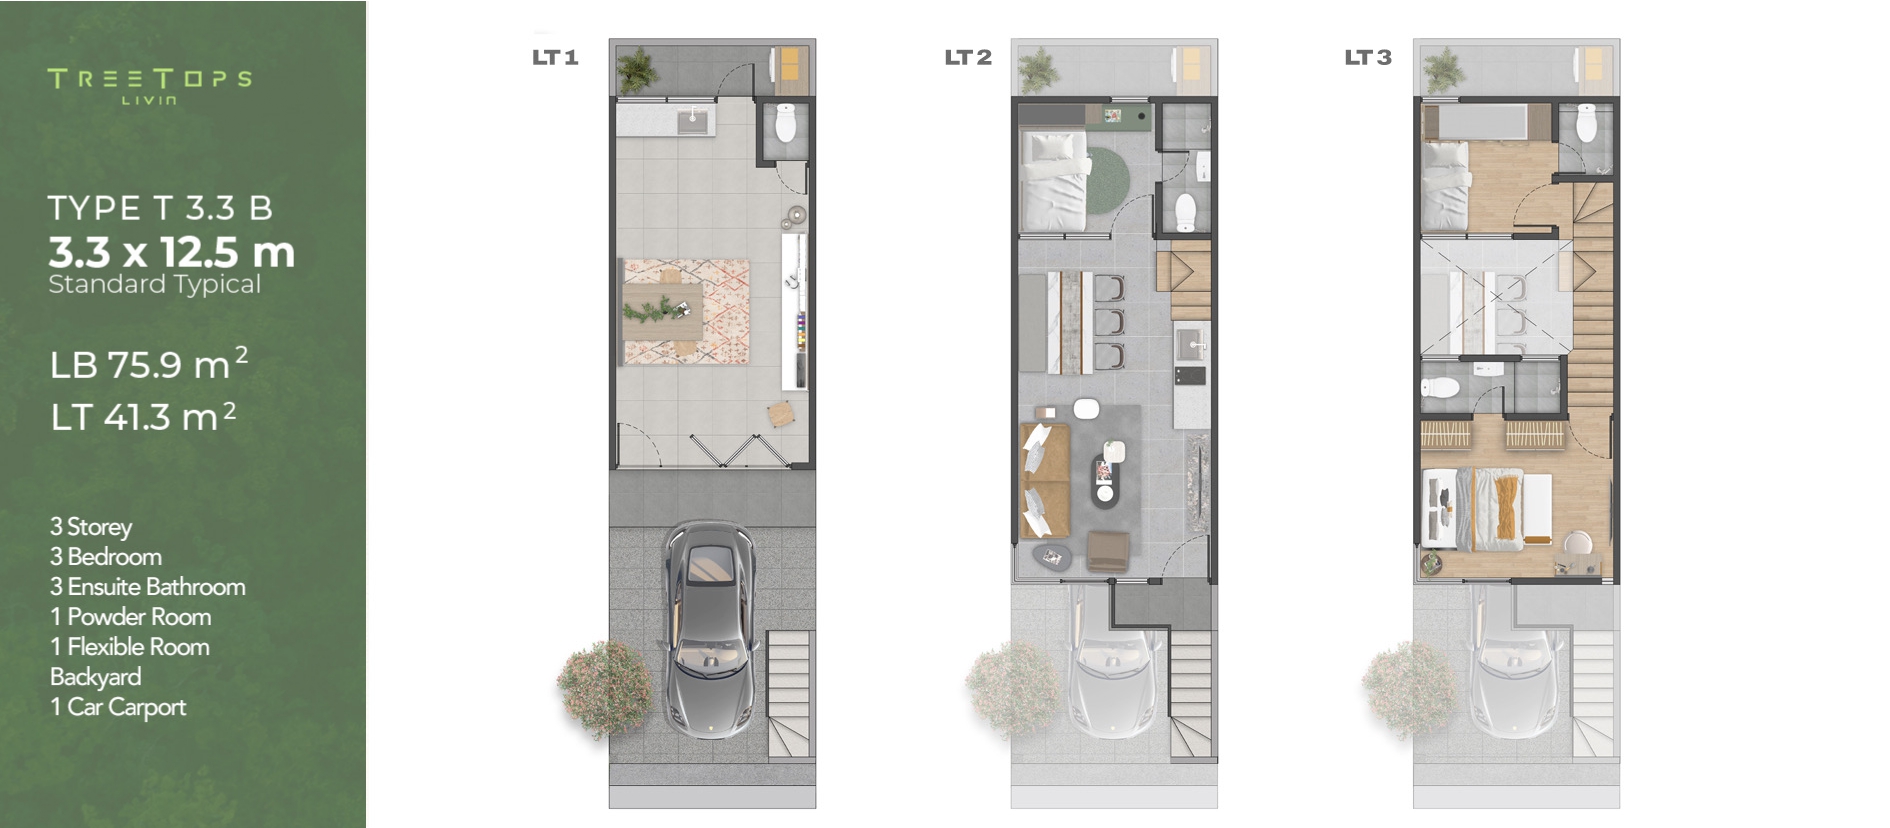 TREETOPS
LIVIN
TYPE T 3.3 B
3.3 x 12.5 m
Standard Typical
LB 75.9 m²
LT 41.3 m²
3 Storey
3 Bedroom
3 Ensuite Bathroom
1 Powder Room
1 Flexible Room
Backyard
1 Car Carport
LT 1
LT 2
LT 3